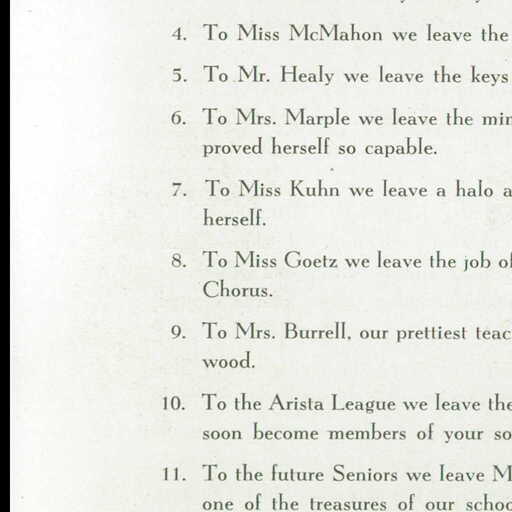 4. To Miss McMahon we leave the
5. To Mr. Healy we leave the keys
6. To Mrs. Marple we leave the
proved herself so capable.
7. To Miss Kuhn we leave a halo
herself.
8. To Miss Goetz we leave the job of
Chorus.
9. To Mrs. Burrell, our prettiest
wood.
10. To the Arista League we leave the
soon become members of your
11. To the future Seniors we leave
one of the treasures of our